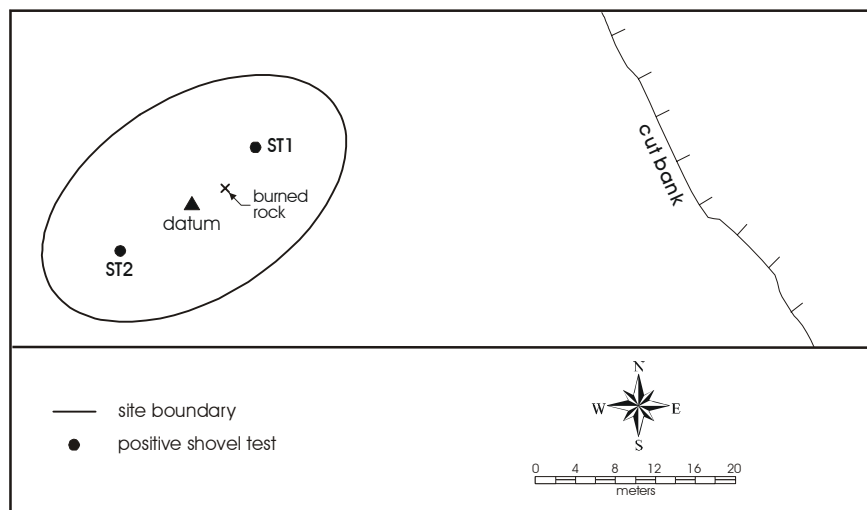 ST1
burned
rock
datum
ST2
cut bank
site boundary
positive shovel test
N
W E
S
0 4 8 12 16 20
meters